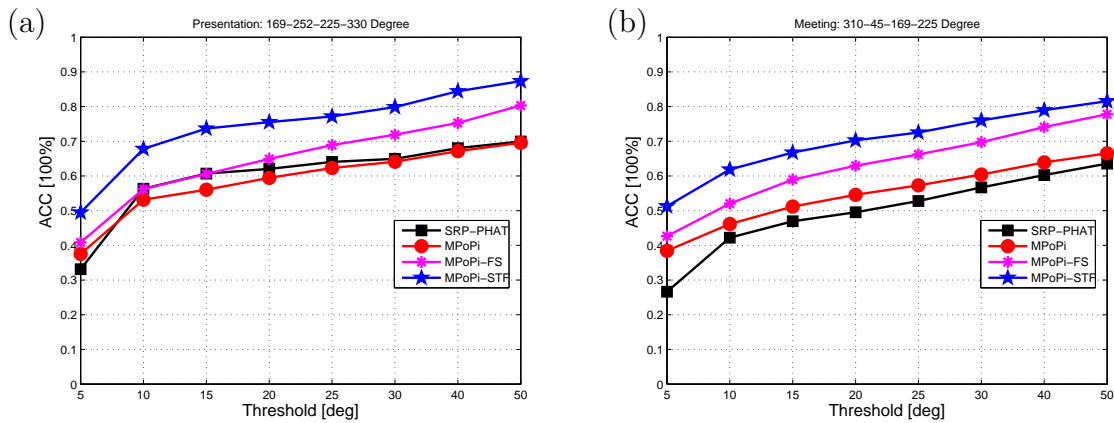 (a)
Presentation: 169−252−225−330 Degree
1
0.9
0.8
0.7
0.6
0.5
0.4
0.3
0.2
0.1
0
ACC [100%]
SRP−PHAT
MPoPi
MPoPi−FS
MPoPi−STF
5 10 15 20 25 30 40 50
Threshold [deg]
(b)
Meeting: 310−45−169−225 Degree
1
0.9
0.8
0.7
0.6
0.5
0.4
0.3
0.2
0.1
0
ACC [100%]
SRP−PHAT
MPoPi
MPoPi−FS
MPoPi−STF
5 10 15 20 25 30 40 50
Threshold [deg]